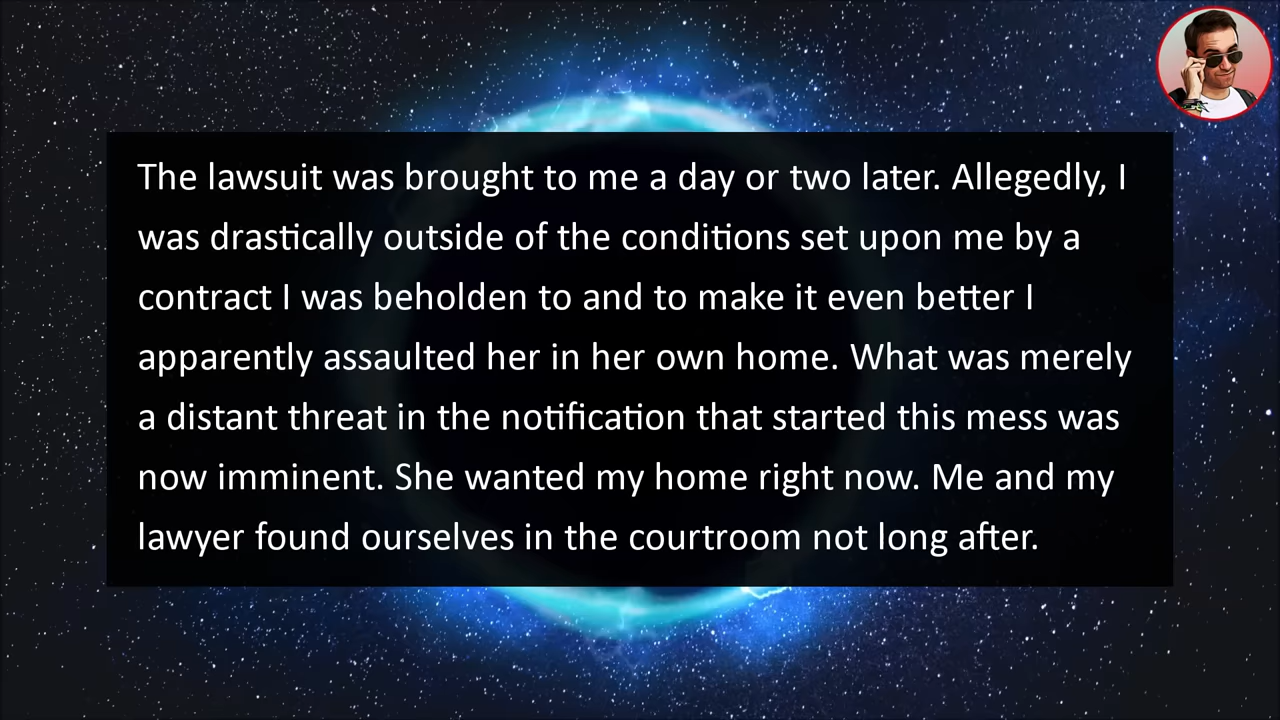 The lawsuit was brought to me a day or two later. Allegedly, I
was drastically outside of the conditions set upon me by a
contract I was beholden to and to make it even better I
apparently assaulted her in her own home. What was merely
a distant threat in the notification that started this mess was
now imminent. She wanted my home right now. Me and my
lawyer found ourselves in the courtroom not long after.